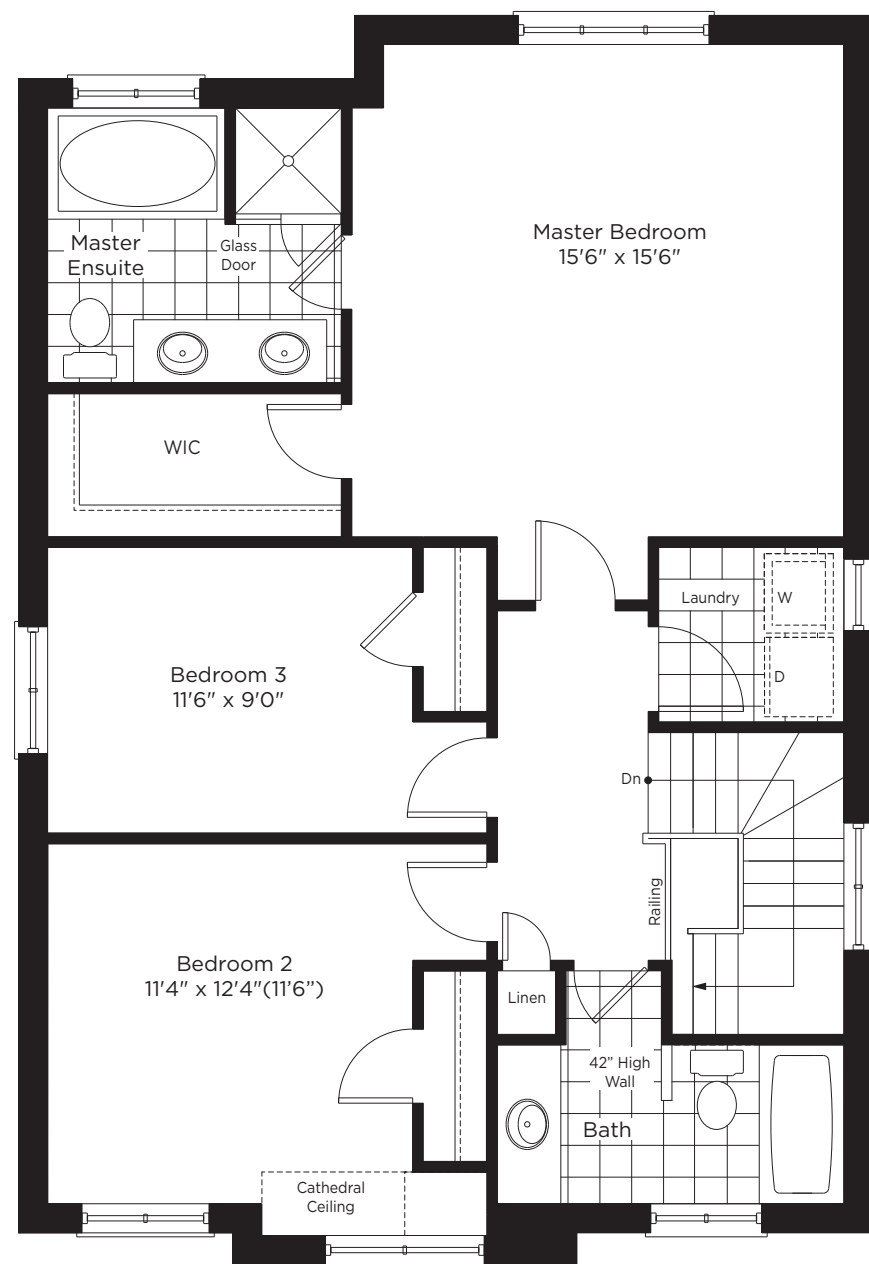 Master Bedroom
15'6" x 15'6"
Master
Ensuite
Glass
Door
WIC
Laundry
W
D
Bedroom 3
11'6" x 9'0"
Dn
Railing
Bedroom 2
11'4" x 12'4"(11'6”)
Linen
42” High
Wall
Bath
Cathedral
Ceiling